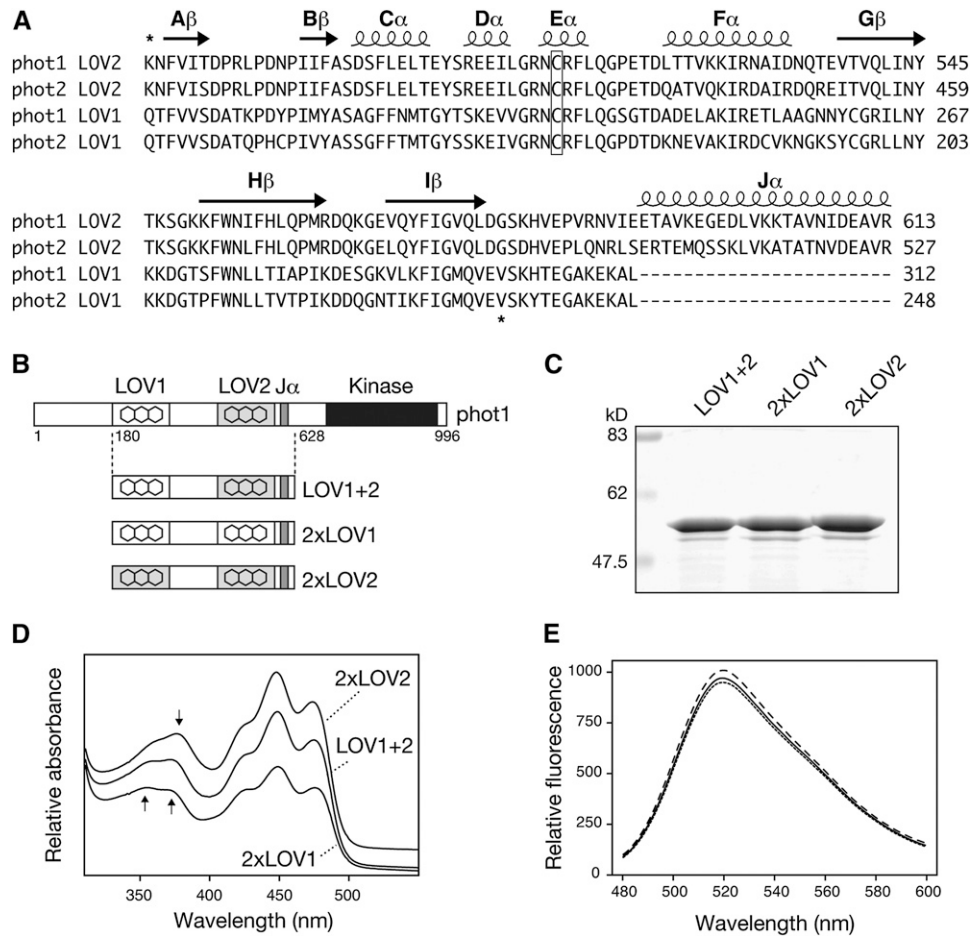 A
Aβ Bβ Cα Dα Eα Fα Gβ
*
phot1 LOV2 KNFVITDPRLPDNPIIFASDSFLELTEYSREEILGRNCRFLQGPETDLTTVKKIRNAIDNQTEVTVQLINY 545
phot2 LOV2 KNFVISDPRLPDNPIIFASDSFLELTEYSREEILGRNCRFLQGPETDQATVQKIRDAIRDQREITVQLINY 459
phot1 LOV1 QTFVVSDATKPDYPIMYASAGFFNMTGYTSKEVVGRNCRFLQGSGTDADELAKIRETLAAGNNYCGRILNY 267
phot2 LOV1 QTFVVSDATQPHCPIVYASSGFFTMTGYSSKEIVGRNCRFLQGPDTDKNEVAKIRDCVKNGKSYCGRLLNY 203
Hβ Iβ Jα
phot1 LOV2 TKSGKKFWNIFHLQPMRDQKGEVQYFIGVQLDGSKHVEPVRNVIEETAVKEGEDLVKKTAVNIDEAVR 613
phot2 LOV2 TKSGKKFWNLFHLQPMRDQKGELQYFIGVQLDGSDHVEPLQNRLSERTEMQSSKLVKATATNVDEAVR 527
phot1 LOV1 KKDGTSFWNLLTIAPIKDESGKVLKFIGMQVEVSKHTEGAKEKAL----------------------- 312
phot2 LOV1 KKDGTPFWNLLTVTPIKDDQGNTIKFIGMQVEVSKYTEGAKEKAL----------------------- 248
*
B
LOV1 LOV2 Jα Kinase
phot1
1 180 628 996
LOV1+2
2xLOV1
2xLOV2
C
LOV1+2 2xLOV1 2xLOV2
kD
83
62
47.5
D
Relative absorbance
2xLOV2
LOV1+2
2xLOV1
350 400 450 500
Wavelength (nm)
E
Relative fluorescence
1000
750
500
250
0
480 500 520 540 560 580 600
Wavelength (nm)